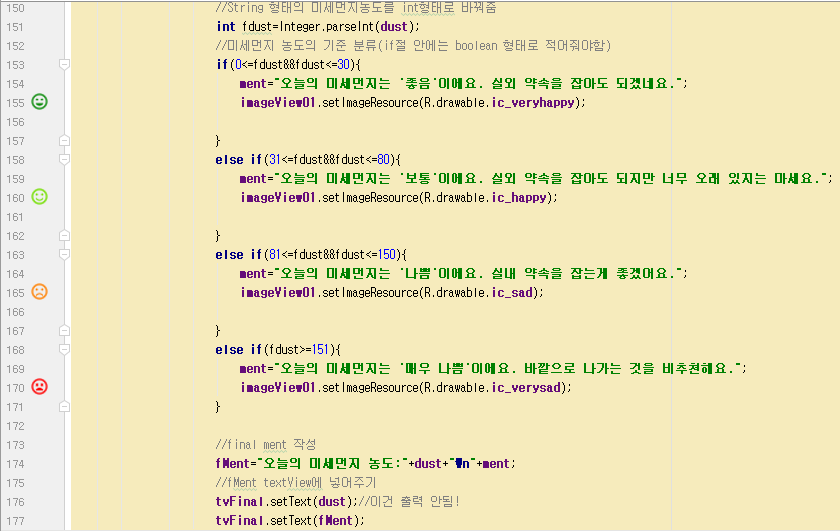 150 //String 형태의 미세먼지농도를 int형태로 바꿔줌
151 int fdust=Integer.parseInt(dust);
152 //미세먼지 농도의 기준 분류(if절 안에는 boolean 형태로 적어줘야함)
153 if(0<=fdust&&fdust<=30){
154 ment="오늘의 미세먼지는 '좋음'이에요. 실외 약속을 잡아도 되겠네요.";
155 imageView01.setImageResource(R.drawable.ic_veryhappy);
156
157 }
158 else if(31<=fdust&&fdust<=80){
159 ment="오늘의 미세먼지는 '보통'이에요. 실외 약속을 잡아도 되지만 너무 오래 있지는 마세요.";
160 imageView01.setImageResource(R.drawable.ic_happy);
161
162 }
163 else if(81<=fdust&&fdust<=150){
164 ment="오늘의 미세먼지는 '나쁨'이에요. 실내 약속을 잡는게 좋겠어요.";
165 imageView01.setImageResource(R.drawable.ic_sad);
166
167 }
168 else if(fdust>=151){
169 ment="오늘의 미세먼지는 '매우 나쁨'이에요. 바깥으로 나가는 것을 비추천해요.";
170 imageView01.setImageResource(R.drawable.ic_verysad);
171 }
172
173 //final ment 작성
174 fMent="오늘의 미세먼지 농도:"+dust+"₩n"+ment;
175 //fMent textView에 넣어주기
176 tvFinal.setText(dust);//이건 출력 안됨!
177 tvFinal.setText(fMent);